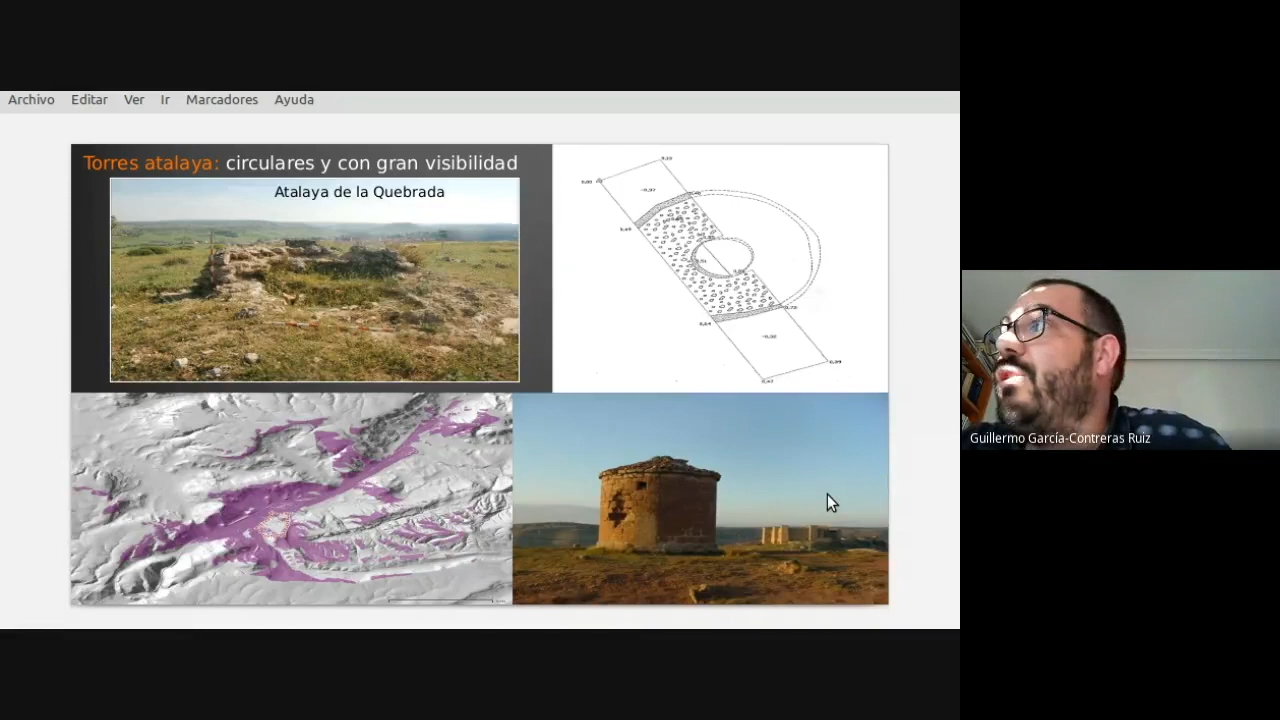 Archivo Editar Ver Ir Marcadores Ayuda
Torres atalaya: circulares y con gran visibilidad
Atalaya de la Quebrada
Guillermo García-Contreras Ruiz